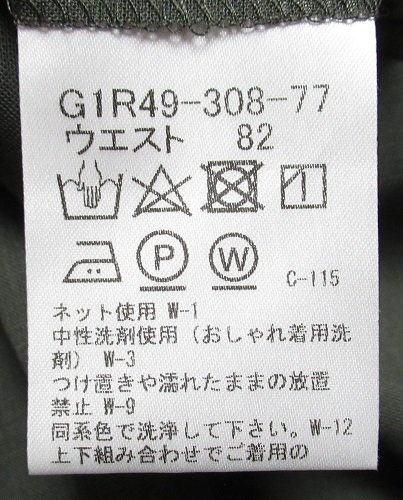 G1R49-308-77
ウエスト 82
P W
C-115
ネット使用 W-1
中性洗剤使用（おしゃれ着用洗
剤） W-3
つけ置きや濡れたままの放置
禁止 W-9
同系色で洗浄して下さい。W-12
上下組み合わせでご着用の